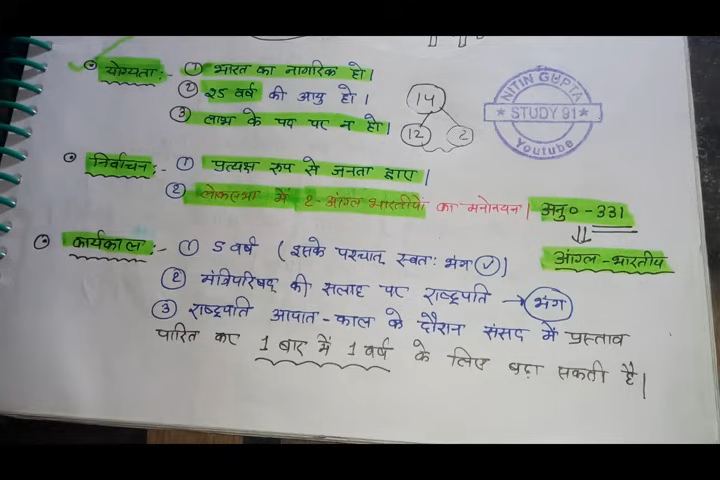 योग्यता :- ① भारत का नागरिक हो।
② 25 वर्ष की आयु हो।
③ लाभ के पद पर न हो।
14
12 2
NITIN GUPTA
★ STUDY 91 ★
Youtube
निर्वाचन :- ① प्रत्यक्ष रूप से जनता द्वारा।
② लोकसभा में 2-आंग्ल भारतीयों का मनोनयन। अनु० - 331
आंग्ल-भारतीय
कार्यकाल :- ① 5 वर्ष (इसके पश्चात् स्वतः भंग ✓)
② मंत्रिपरिषद् की सलाह पर राष्ट्रपति → भंग
③ राष्ट्रपति आपात-काल के दौरान संसद में प्रस्ताव
पारित कर 1 बार में 1 वर्ष के लिए बढ़ा सकती है।